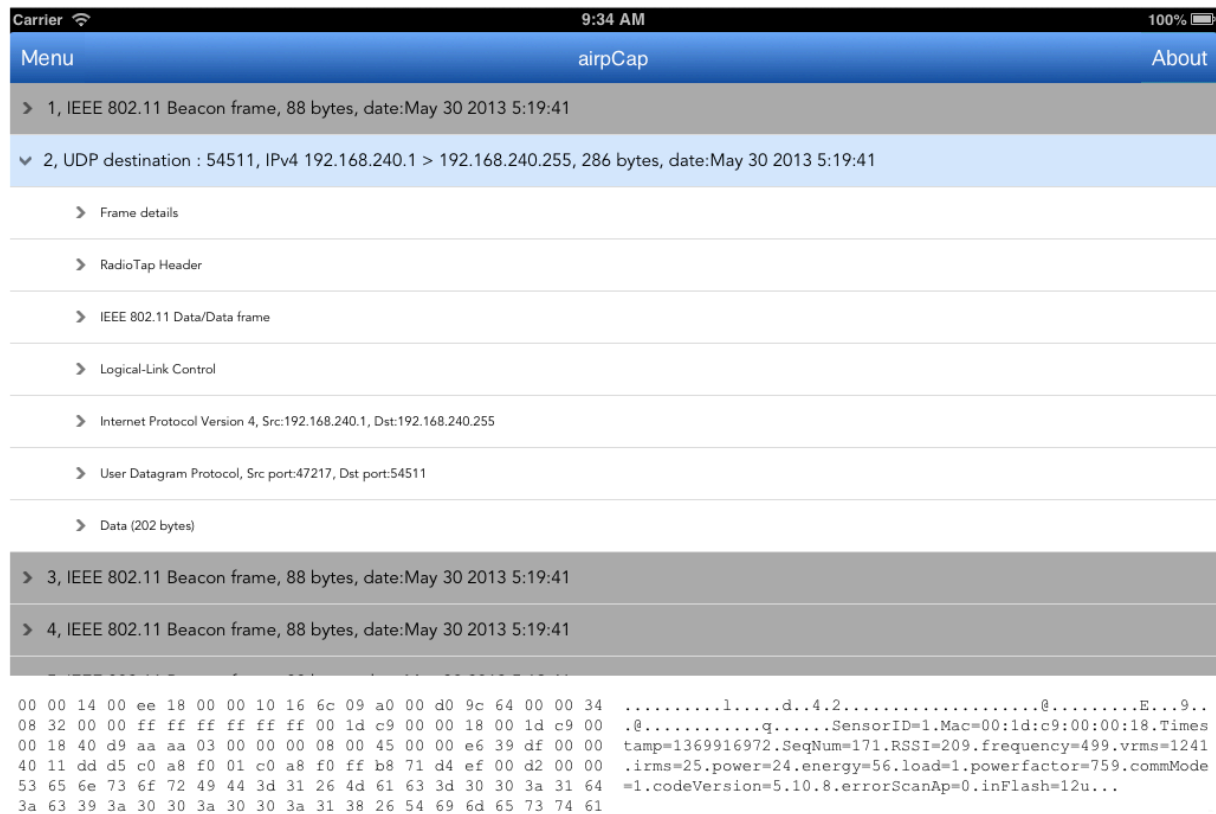 Carrier 9:34 AM 100%
Menu airpCap About
1, IEEE 802.11 Beacon frame, 88 bytes, date:May 30 2013 5:19:41
2, UDP destination : 54511, IPv4 192.168.240.1 > 192.168.240.255, 286 bytes, date:May 30 2013 5:19:41
Frame details
RadioTap Header
IEEE 802.11 Data/Data frame
Logical-Link Control
Internet Protocol Version 4, Src:192.168.240.1, Dst:192.168.240.255
User Datagram Protocol, Src port:47217, Dst port:54511
Data (202 bytes)
3, IEEE 802.11 Beacon frame, 88 bytes, date:May 30 2013 5:19:41
4, IEEE 802.11 Beacon frame, 88 bytes, date:May 30 2013 5:19:41
00 00 14 00 ee 18 00 00 10 16 6c 09 a0 00 d0 9c 64 00 00 34 ..........l.....d..4.2...................@.........E...9..
08 32 00 00 ff ff ff ff ff ff 00 1d c9 00 00 18 00 1d c9 00 .@............q......SensorID=1.Mac=00:1d:c9:00:00:18.Times
00 18 40 d9 aa aa 03 00 00 00 08 00 45 00 00 e6 39 df 00 00 tamp=1369916972.SeqNum=171.RSSI=209.frequency=499.vrms=1241
40 11 dd d5 c0 a8 f0 01 c0 a8 f0 ff b8 71 d4 ef 00 d2 00 00 .irms=25.power=24.energy=56.load=1.powerfactor=759.commMode
53 65 6e 73 6f 72 49 44 3d 31 26 4d 61 63 3d 30 30 3a 31 64 =1.codeVersion=5.10.8.errorScanAp=0.inFlash=12u...
3a 63 39 3a 30 30 3a 30 30 3a 31 38 26 54 69 6d 65 73 74 61